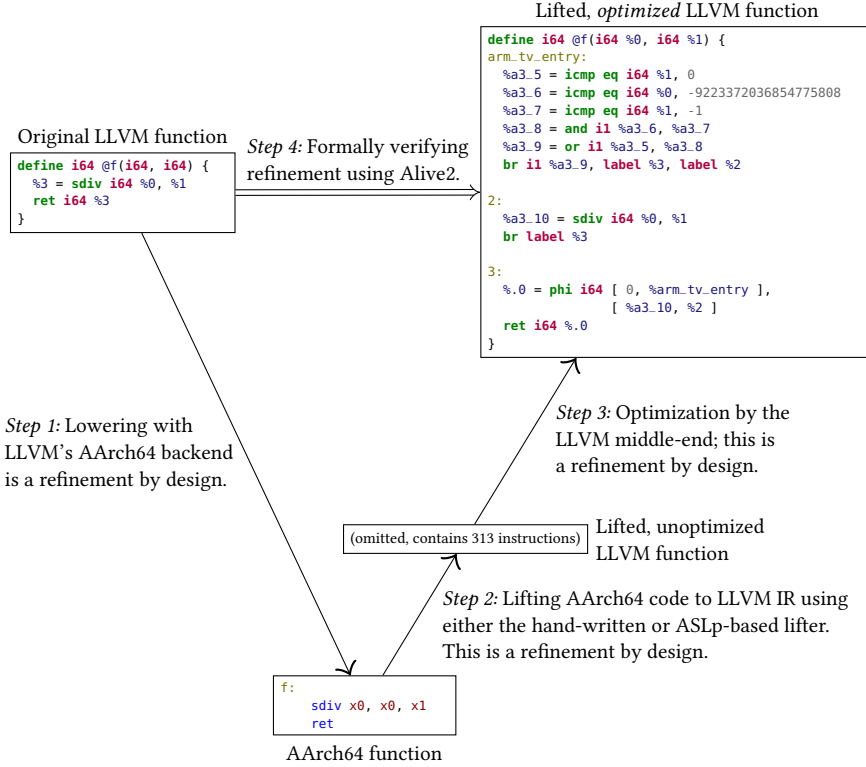 Lifted, optimized LLVM function
define i64 @f(i64 %0, i64 %1) {
arm_tv_entry:
%a3_5 = icmp eq i64 %1, 0
%a3_6 = icmp eq i64 %0, -9223372036854775808
%a3_7 = icmp eq i64 %1, -1
%a3_8 = and i1 %a3_6, %a3_7
%a3_9 = or i1 %a3_5, %a3_8
br i1 %a3_9, label %3, label %2
2:
%a3_10 = sdiv i64 %0, %1
br label %3
3:
%.0 = phi i64 [ 0, %arm_tv_entry ],
[ %a3_10, %2 ]
ret i64 %.0
}
Original LLVM function
define i64 @f(i64, i64) {
%3 = sdiv i64 %0, %1
ret i64 %3
}
Step 4: Formally verifying
refinement using Alive2.
Step 1: Lowering with
LLVM's AArch64 backend
is a refinement by design.
Step 3: Optimization by the
LLVM middle-end; this is
a refinement by design.
(omitted, contains 313 instructions)
Lifted, unoptimized
LLVM function
Step 2: Lifting AArch64 code to LLVM IR using
either the hand-written or ASLp-based lifter.
This is a refinement by design.
f:
sdiv x0, x0, x1
ret
AArch64 function